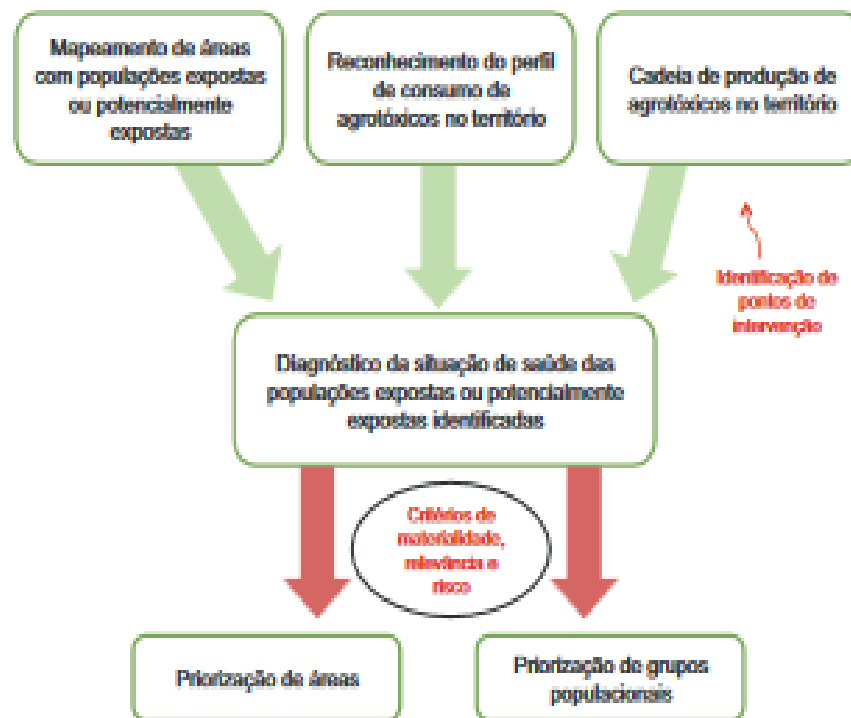 Mapeamento de áreas
com populações expostas
ou potencialmente
expostas
Reconhecimento do perfil
de consumo de
agrotóxicos no território
Cadeia de produção de
agrotóxicos no território
Identificação de
pontos de
intervenção
Diagnóstico da situação de saúde das
populações expostas ou potencialmente
expostas identificadas
Critérios de
materialidade,
relevância e
risco
Priorização de áreas
Priorização de grupos
populacionais